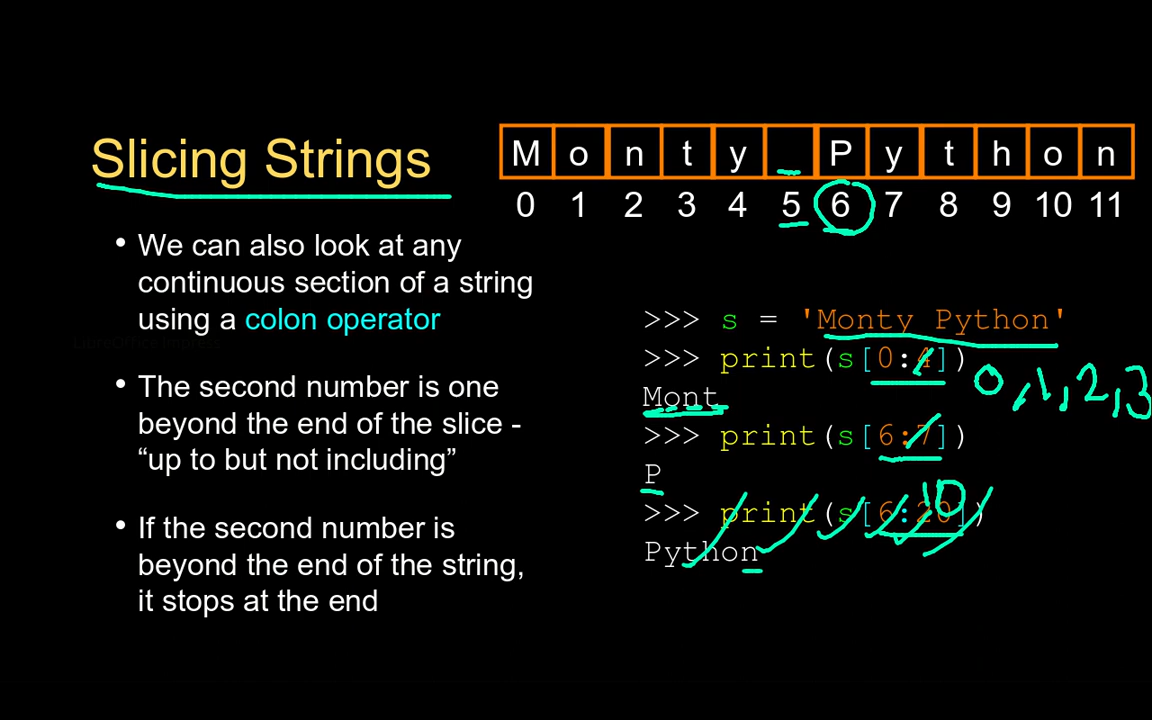 Slicing Strings
M o n t y _ P y t h o n
0 1 2 3 4 5 6 7 8 9 10 11
• We can also look at any
continuous section of a string
using a colon operator
• The second number is one
beyond the end of the slice -
“up to but not including”
• If the second number is
beyond the end of the string,
it stops at the end
>>> s = 'Monty Python'
>>> print(s[0:4])
0,1,2,3
Mont
>>> print(s[6:7])
P
10
>>> print(s[6:20])
Python
LibreOffice Impress